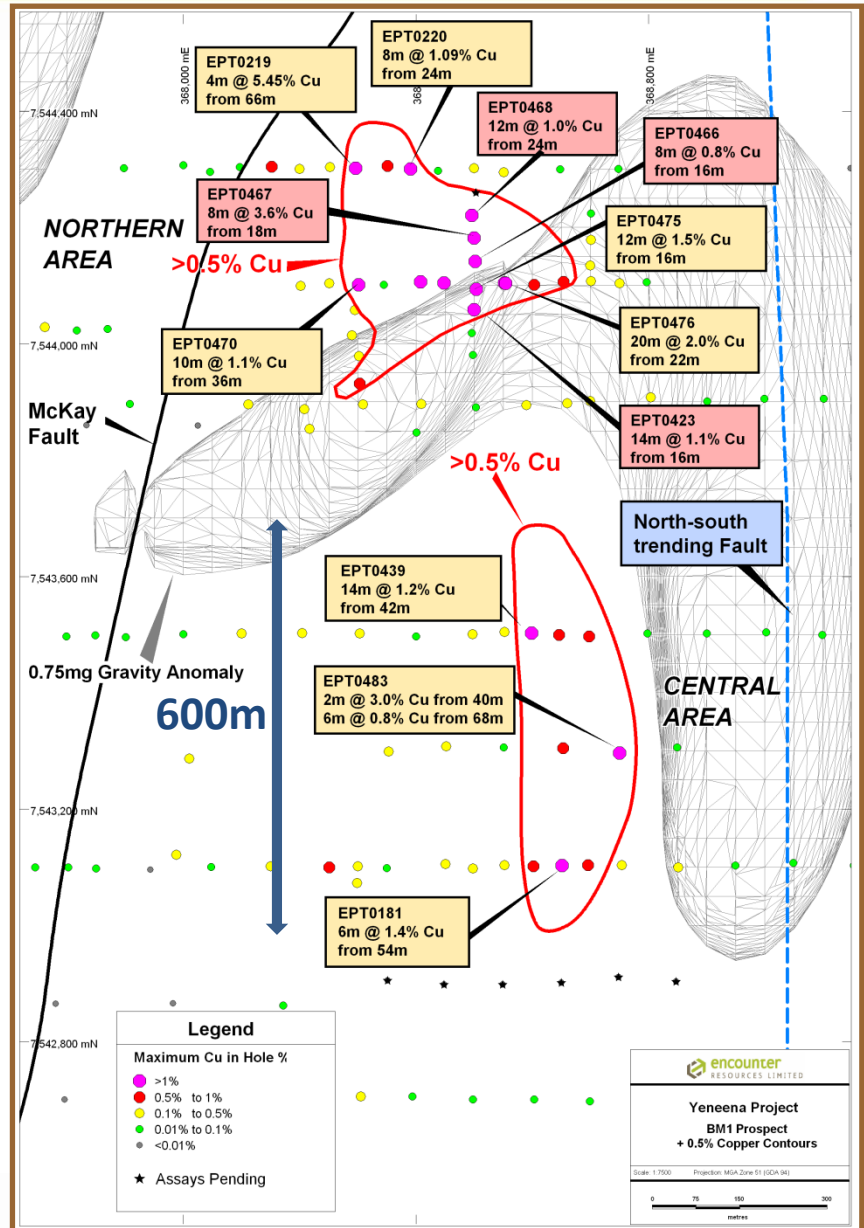 368,000 mE
368,800 mE
7,544,400 mN
7,544,000 mN
7,543,600 mN
7,543,200 mN
7,542,800 mN
EPT0219
4m @ 5.45% Cu
from 66m
EPT0220
8m @ 1.09% Cu
from 24m
EPT0468
12m @ 1.0% Cu
from 24m
EPT0466
8m @ 0.8% Cu
from 16m
EPT0467
8m @ 3.6% Cu
from 18m
EPT0475
12m @ 1.5% Cu
from 16m
NORTHERN
AREA
>0.5% Cu
EPT0470
10m @ 1.1% Cu
from 36m
EPT0476
20m @ 2.0% Cu
from 22m
McKay
Fault
EPT0423
14m @ 1.1% Cu
from 16m
>0.5% Cu
North-south
trending Fault
EPT0439
14m @ 1.2% Cu
from 42m
0.75mg Gravity Anomaly
600m
EPT0483
2m @ 3.0% Cu from 40m
6m @ 0.8% Cu from 68m
CENTRAL
AREA
EPT0181
6m @ 1.4% Cu
from 54m
Legend
Maximum Cu in Hole %
>1%
0.5% to 1%
0.1% to 0.5%
0.01% to 0.1%
<0.01%
Assays Pending
encounter
RESOURCES LIMITED
Yeneena Project
BM1 Prospect
+ 0.5% Copper Contours
Scale: 1:7500 Projection: MGA Zone 51 (GDA 94)
0 75 150 300
metres